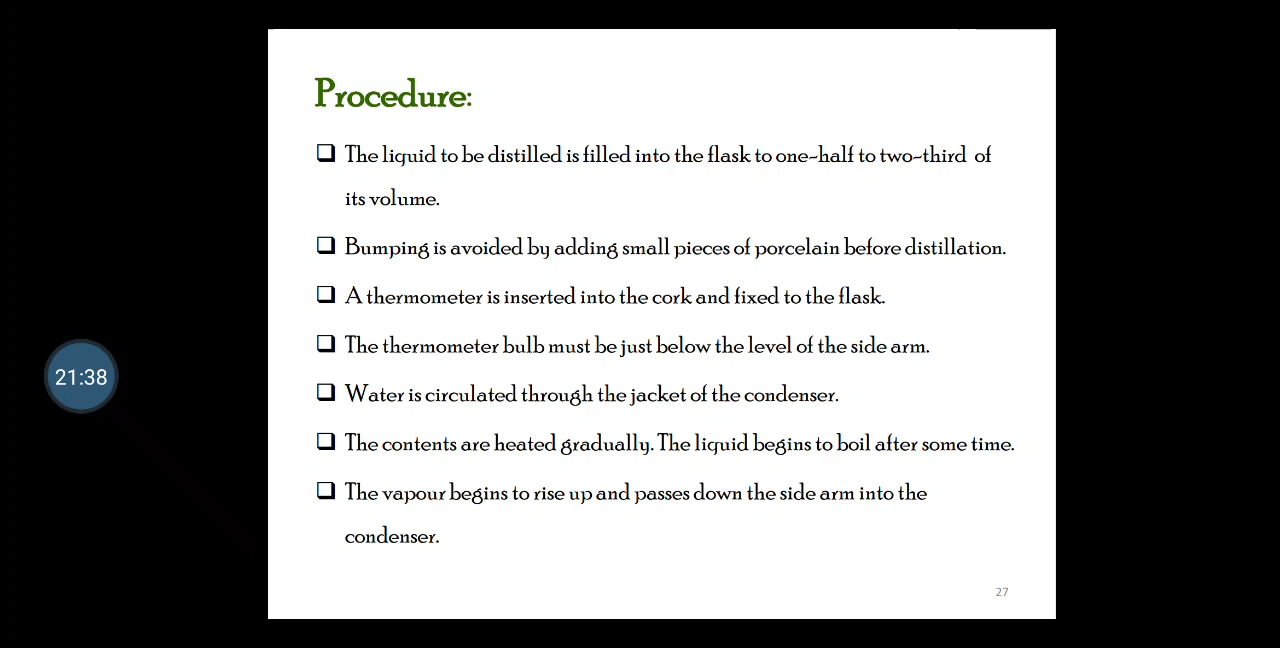 Procedure:
❑ The liquid to be distilled is filled into the flask to one-half to two-third of
its volume.
❑ Bumping is avoided by adding small pieces of porcelain before distillation.
❑ A thermometer is inserted into the cork and fixed to the flask.
❑ The thermometer bulb must be just below the level of the side arm.
❑ Water is circulated through the jacket of the condenser.
❑ The contents are heated gradually. The liquid begins to boil after some time.
❑ The vapour begins to rise up and passes down the side arm into the
condenser.
21:38
27